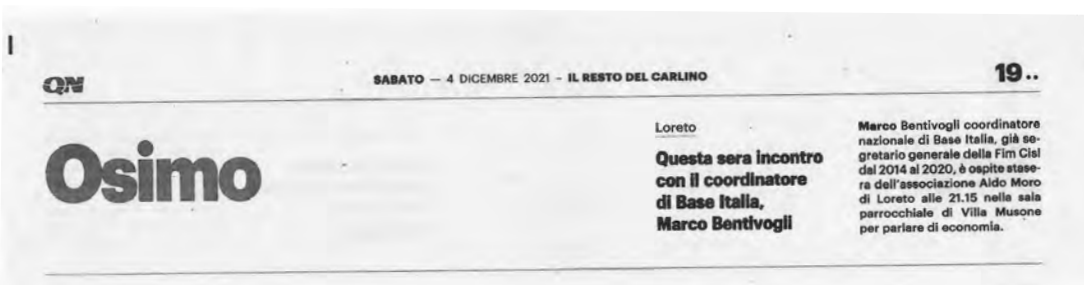 QN
SABATO — 4 DICEMBRE 2021 – IL RESTO DEL CARLINO
19..
Osimo
Loreto
Questa sera incontro
con il coordinatore
di Base Italia,
Marco Bentivogli
Marco Bentivogli coordinatore
nazionale di Base Italia, già se-
gretario generale della Fim Cisl
dal 2014 al 2020, è ospite stase-
ra dell'associazione Aldo Moro
di Loreto alle 21.15 nella sala
parrocchiale di Villa Musone
per parlare di economia.